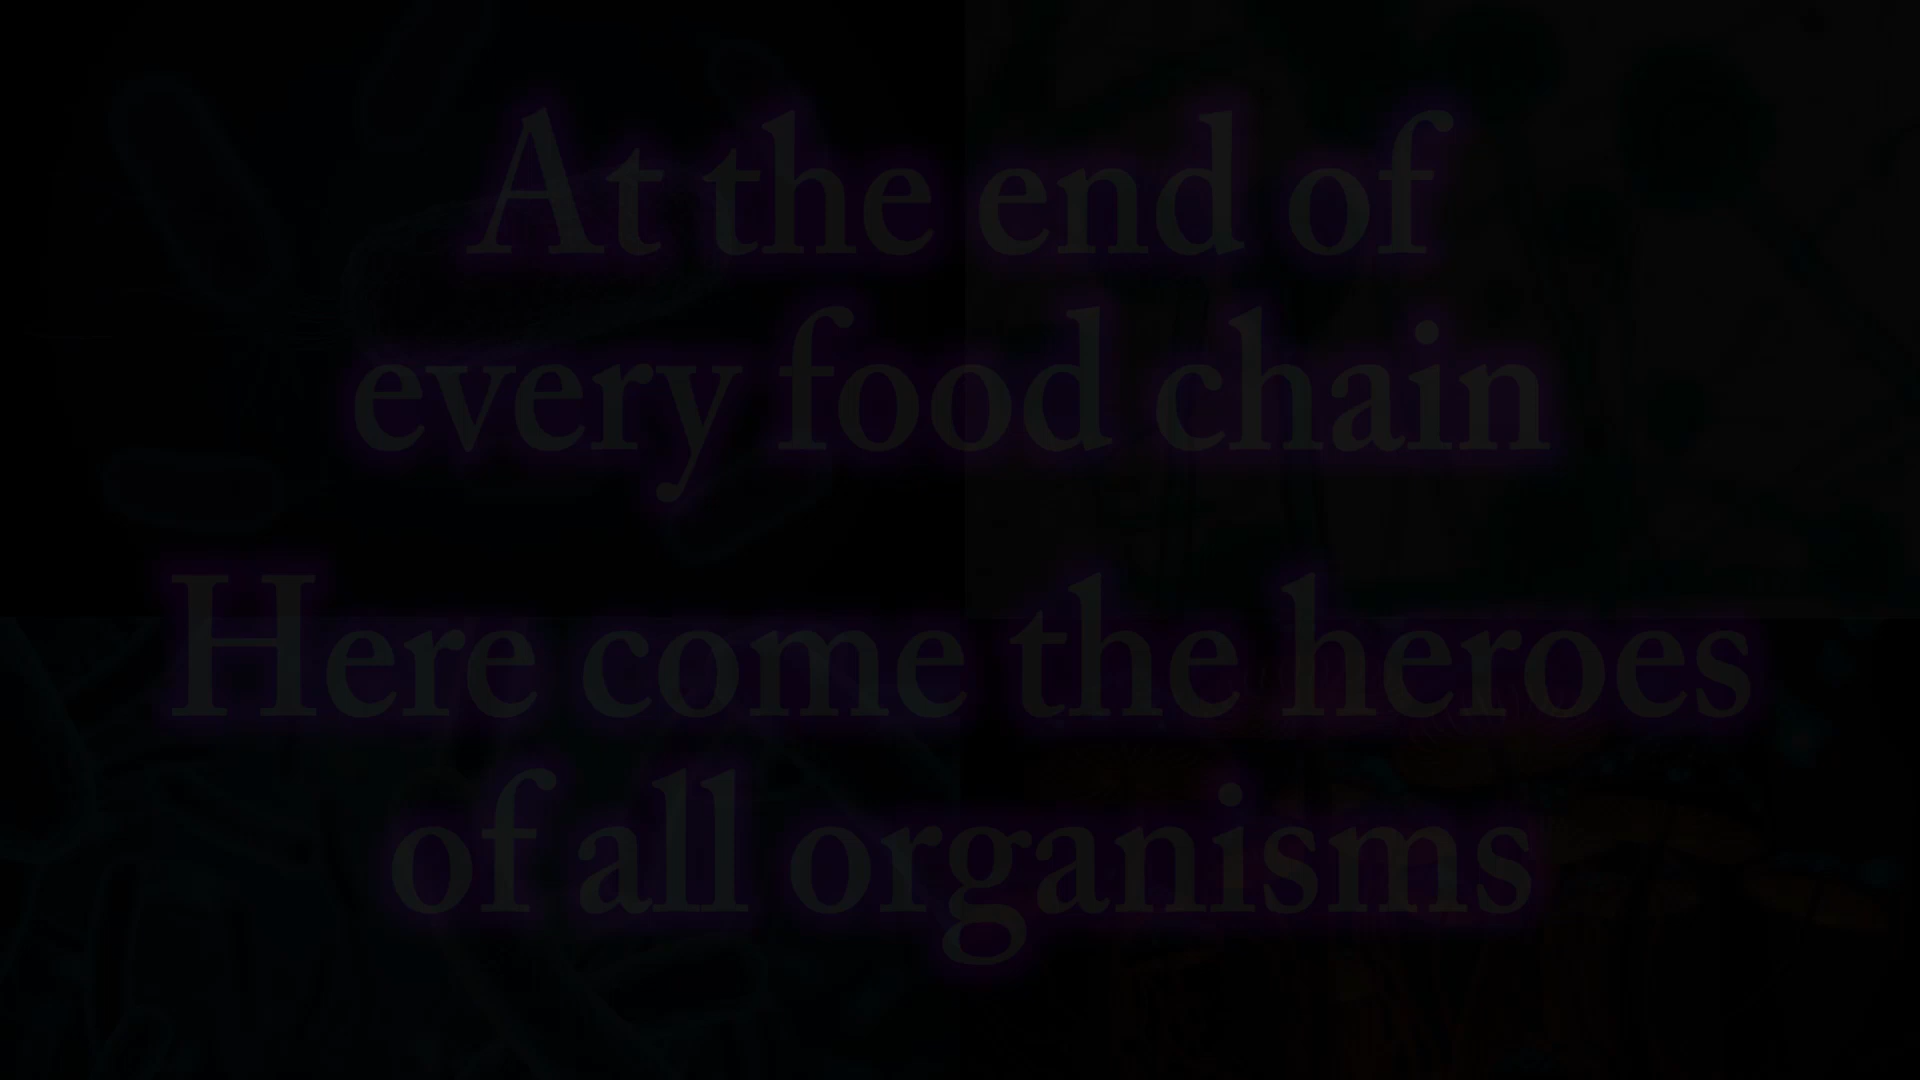 At the end of
every food chain
Here come the heroes
of all organisms